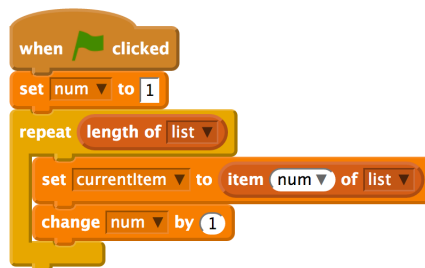 when clicked
set num to 1
repeat length of list
set currentItem to item num of list
change num by 1